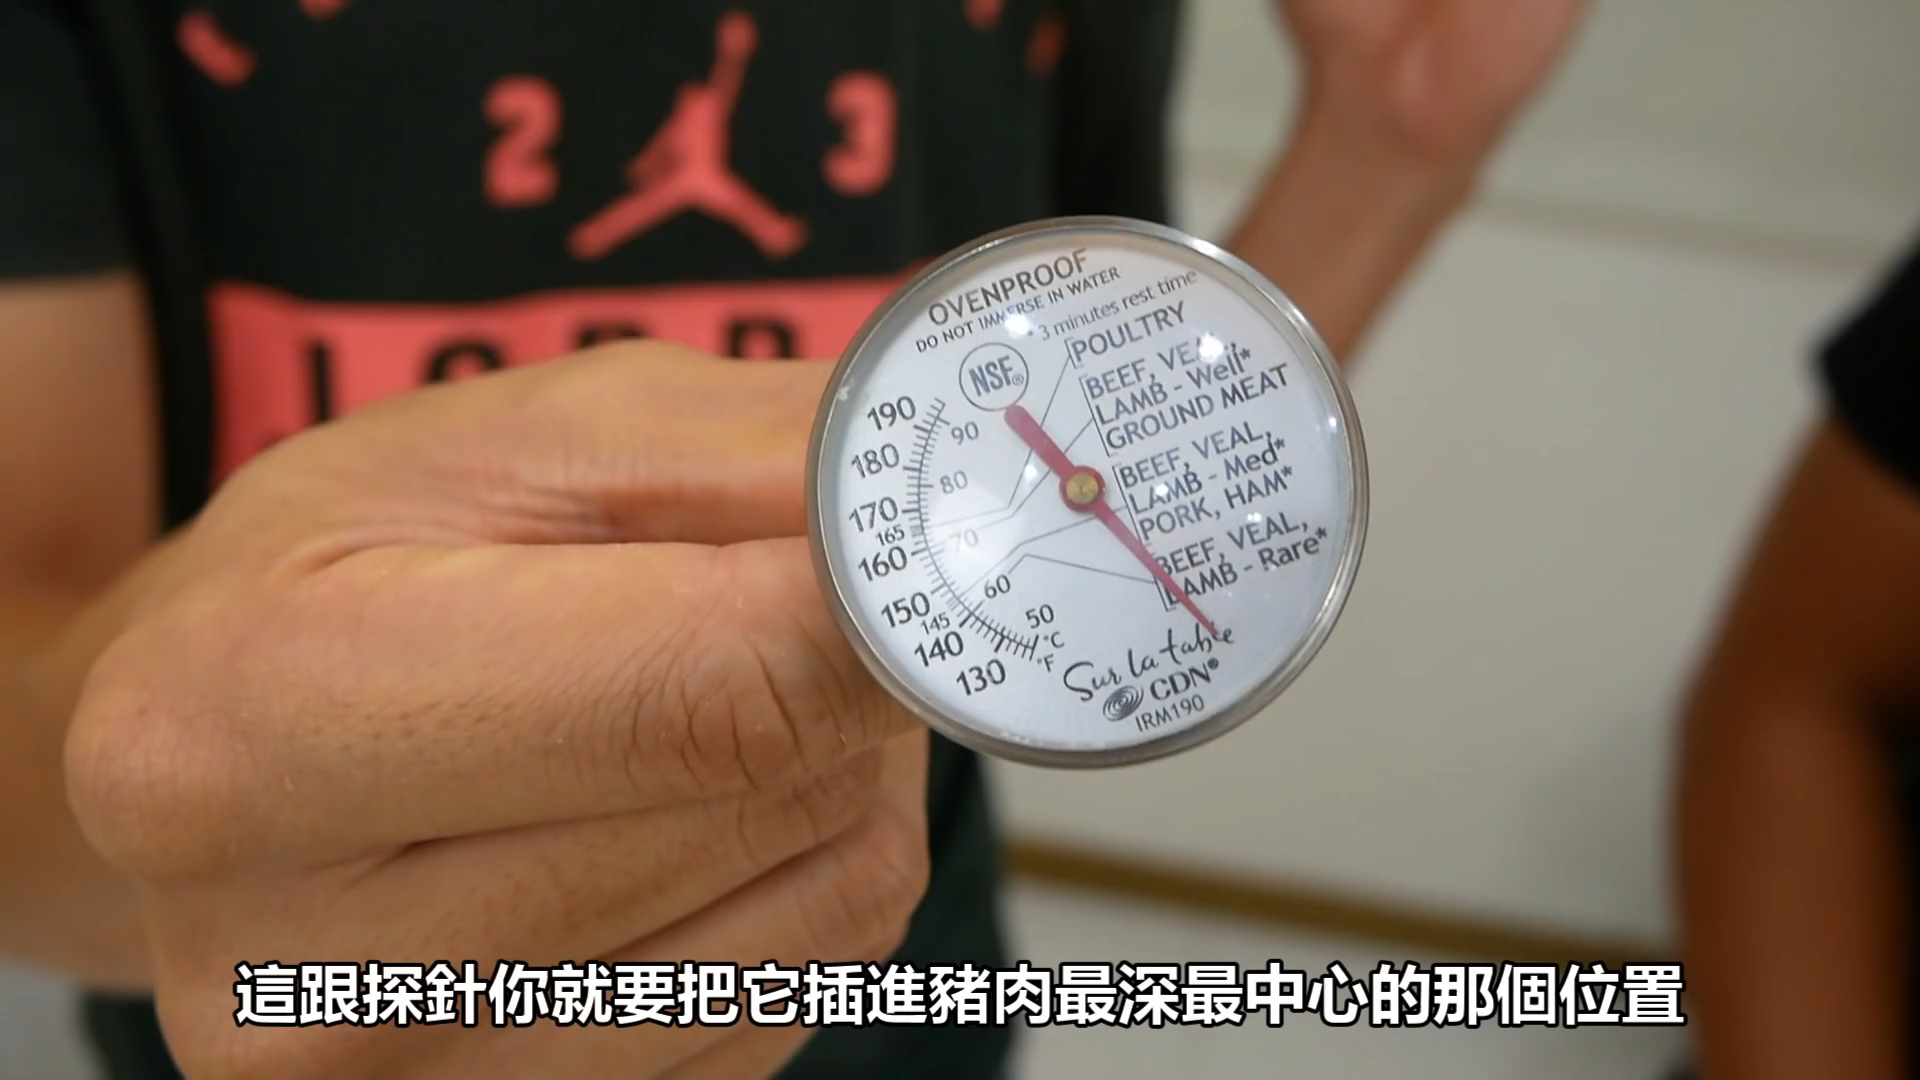 2 3
OVENPROOF
DO NOT IMMERSE IN WATER
* 3 minutes rest time
NSF®
POULTRY
BEEF, VEAL,
LAMB - Well*
GROUND MEAT
BEEF, VEAL,
LAMB - Med*
PORK, HAM*
BEEF, VEAL,
LAMB - Rare*
190
180
170
165
160
150
145
140
130
90
80
70
60
50
°C
°F
Sur la table
CDN®
IRM190
這跟探針你就要把它插進豬肉最深最中心的那個位置